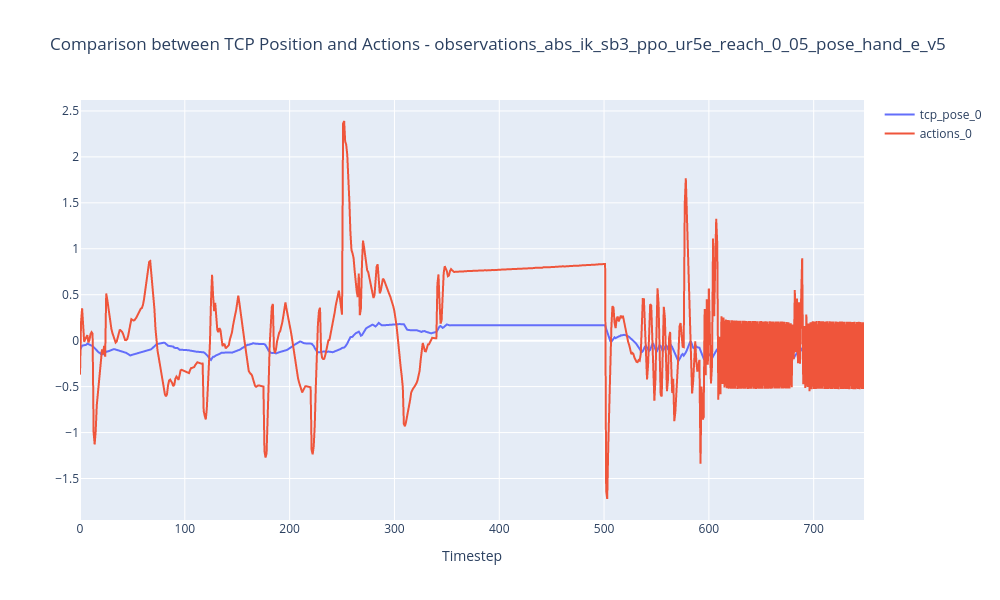 Comparison between TCP Position and Actions - observations_abs_ik_sb3_ppo_ur5e_reach_0_05_pose_hand_e_v5
tcp_pose_0
actions_0
2.5
2
1.5
1
0.5
0
−0.5
−1
−1.5
0 100 200 300 400 500 600 700
Timestep